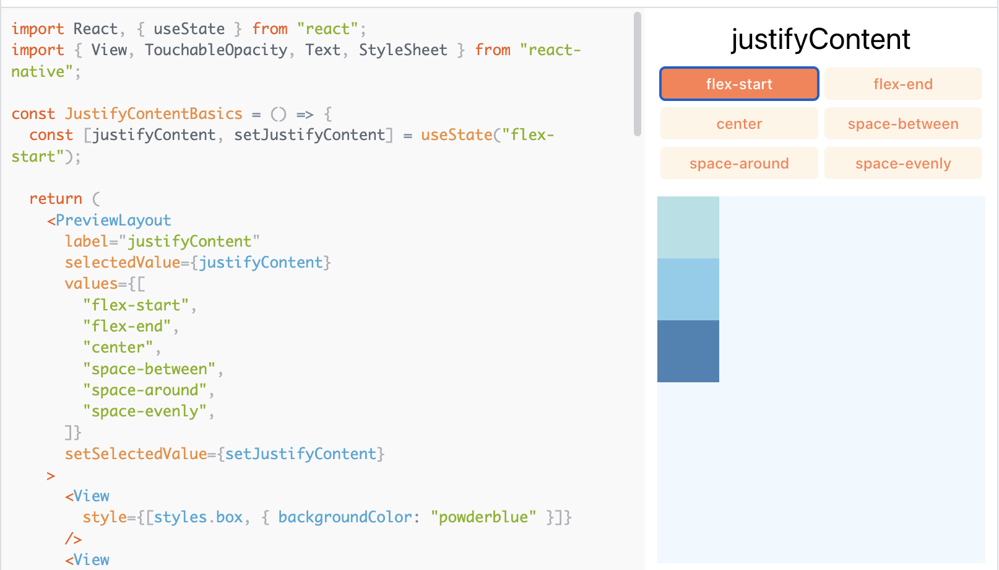 import React, { useState } from "react";
import { View, TouchableOpacity, Text, StyleSheet } from "react-
native";
const JustifyContentBasics = () => {
  const [justifyContent, setJustifyContent] = useState("flex-
start");
  return (
    <PreviewLayout
      label="justifyContent"
      selectedValue={justifyContent}
      values={[
        "flex-start",
        "flex-end",
        "center",
        "space-between",
        "space-around",
        "space-evenly",
      ]}
      setSelectedValue={setJustifyContent}
    >
      <View
        style={[styles.box, { backgroundColor: "powderblue" }]}
      />
      <View
justifyContent
flex-start
flex-end
center
space-between
space-around
space-evenly